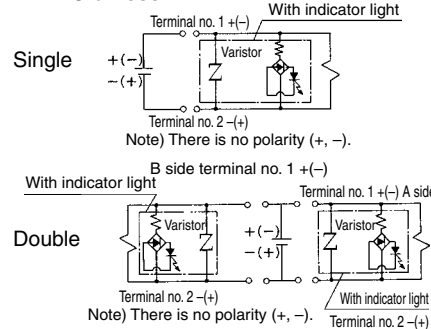 With indicator light
Terminal no. 1 +(–)
Varistor
Single
+(–)
–(+)
Terminal no. 2 –(+)
Note) There is no polarity (+, –).
B side terminal no. 1 +(–)
With indicator light
Terminal no. 1 +(–) A side
Varistor
+(–)
–(+)
Varistor
Double
Terminal no. 2 –(+)
With indicator light
Note) There is no polarity (+, –).
Terminal no. 2 –(+)